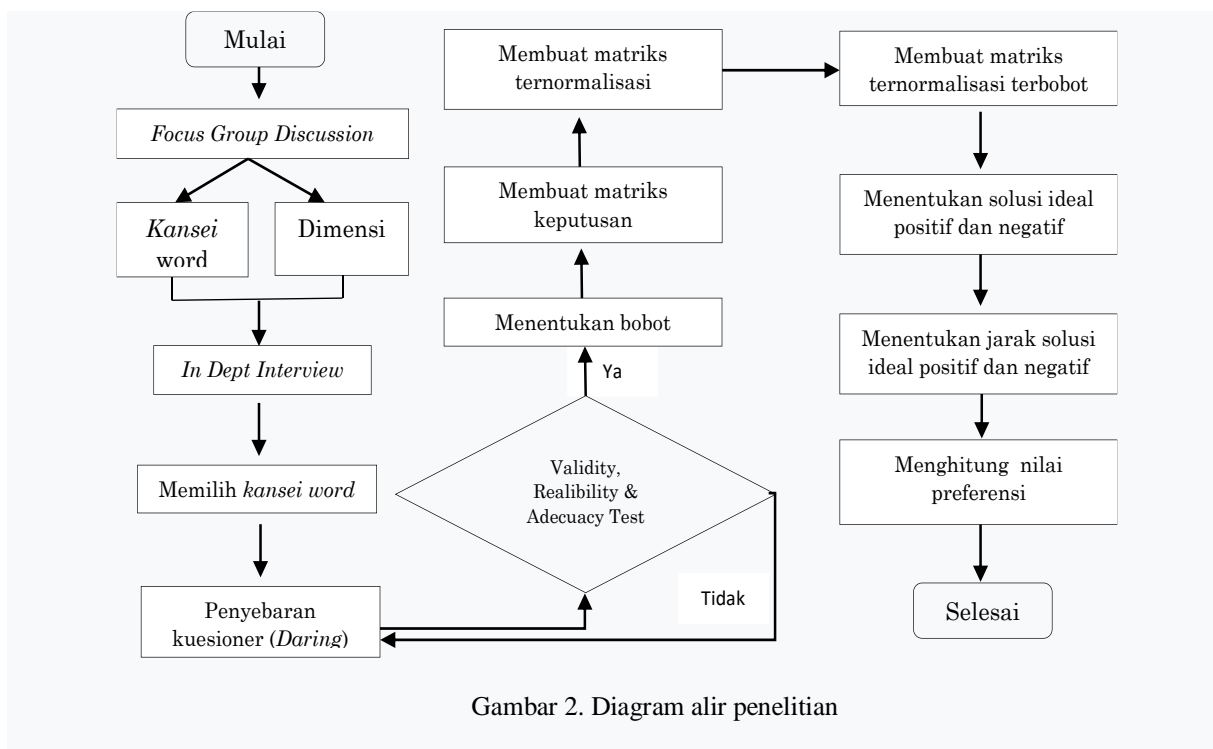 Mulai
Focus Group Discussion
Kansei
word
Dimensi
In Dept Interview
Memilih kansei word
Penyebaran
kuesioner (Daring)
Validity,
Realibility &
Adecuacy Test
Tidak
Ya
Menentukan bobot
Membuat matriks
keputusan
Membuat matriks
ternormalisasi
Membuat matriks
ternormalisasi terbobot
Menentukan solusi ideal
positif dan negatif
Menentukan jarak solusi
ideal positif dan negatif
Menghitung nilai
preferensi
Selesai
Gambar 2. Diagram alir penelitian